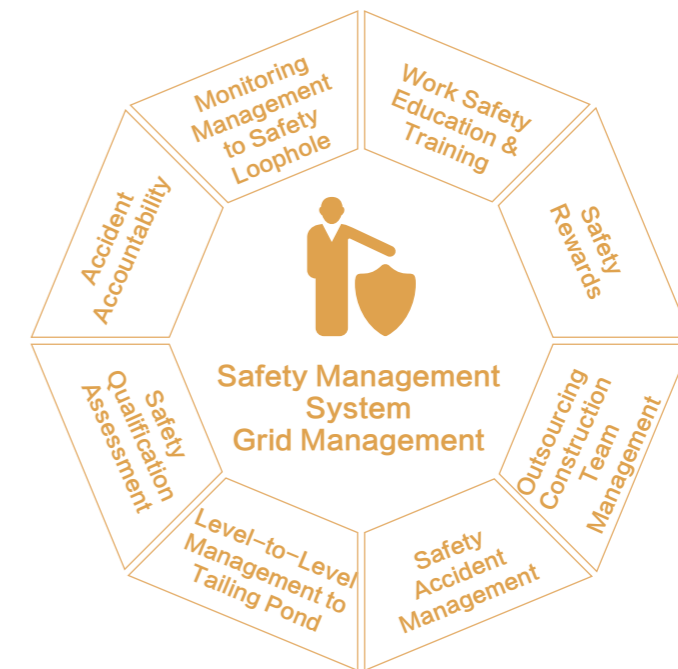 Monitoring
Management
to Safety
Loophole
Work Safety
Education &
Training
Safety
Rewards
Outsourcing
Construction
Team
Management
Safety
Accident
Management
Level-to-Level
Management to
Tailing Pond
Safety
Qualification
Assessment
Accident
Accountability
Safety Management
System
Grid Management